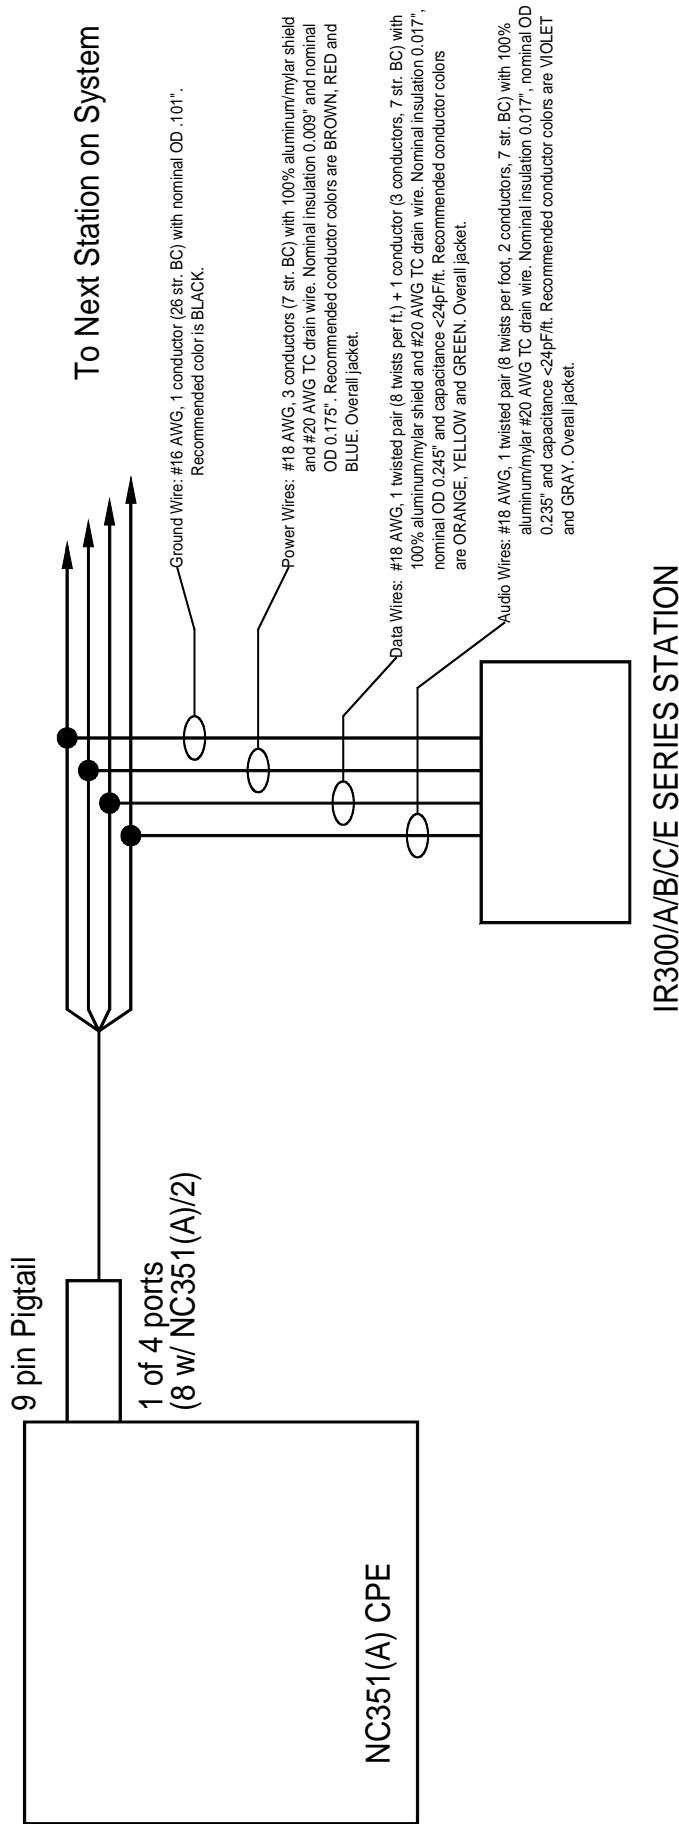 9 pin Pigtail
1 of 4 ports
(8 w/ NC351(A)/2)
NC351(A) CPE
To Next Station on System
Ground Wire: #16 AWG, 1 conductor (26 str. BC) with nominal OD .101".
Recommended color is BLACK.
Power Wires: #18 AWG, 3 conductors (7 str. BC) with 100% aluminum/mylar shield
and #20 AWG TC drain wire. Nominal insulation 0.009" and nominal
OD 0.175". Recommended conductor colors are BROWN, RED and
BLUE. Overall jacket.
Data Wires: #18 AWG, 1 twisted pair (8 twists per ft.) + 1 conductor (3 conductors, 7 str. BC) with
100% aluminum/mylar shield and #20 AWG TC drain wire. Nominal insulation 0.017",
nominal OD 0.245" and capacitance <24pF/ft. Recommended conductor colors
are ORANGE, YELLOW and GREEN. Overall jacket.
Audio Wires: #18 AWG, 1 twisted pair (8 twists per foot, 2 conductors, 7 str. BC) with 100%
aluminum/mylar #20 AWG TC drain wire. Nominal insulation 0.017", nominal OD
0.235" and capacitance <24pF/ft. Recommended conductor colors are VIOLET
and GRAY. Overall jacket.
IR300/A/B/C/E SERIES STATION